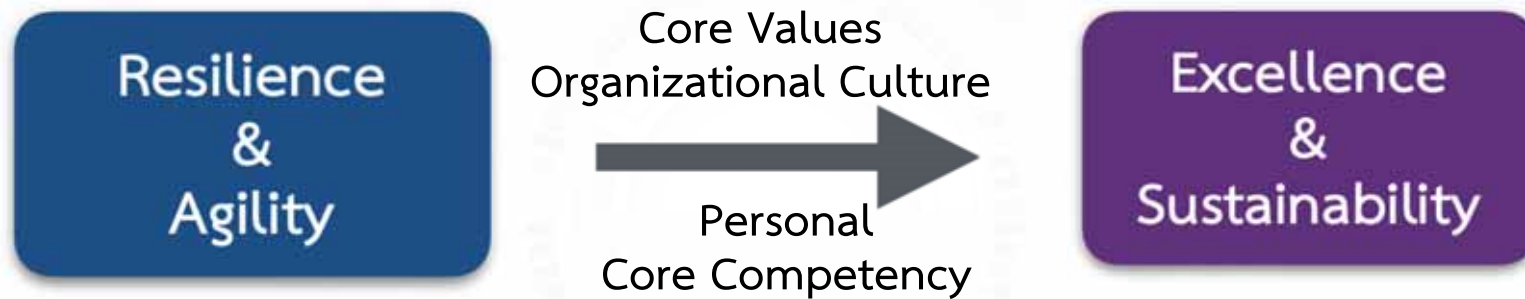 Resilience
&
Agility
Core Values
Organizational Culture
Personal
Core Competency
Excellence
&
Sustainability